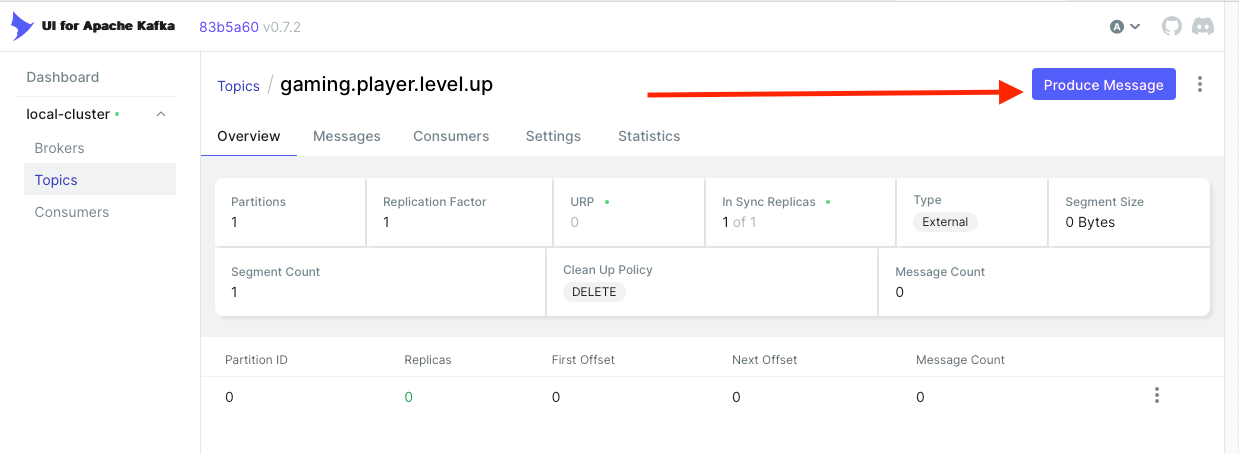 UI for Apache Kafka 83b5a60 v0.7.2 A
Dashboard
local-cluster
Brokers
Topics
Consumers
Topics / gaming.player.level.up Produce Message
Overview Messages Consumers Settings Statistics
Partitions
1
Replication Factor
1
URP
0
In Sync Replicas
1 of 1
Type
External
Segment Size
0 Bytes
Segment Count
1
Clean Up Policy
DELETE
Message Count
0
Partition ID Replicas First Offset Next Offset Message Count
0 0 0 0 0